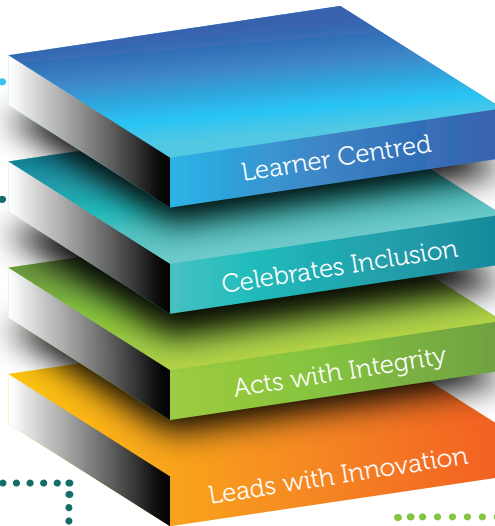 Learner Centred
Celebrates Inclusion
Acts with Integrity
Leads with Innovation